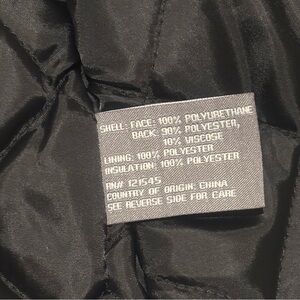 SHELL: FACE: 100% POLYURETHANE
BACK: 90% POLYESTER,
10% VISCOSE
LINING: 100% POLYESTER
INSULATION: 100% POLYESTER
RN# 121545
COUNTRY OF ORIGIN: CHINA
SEE REVERSE SIDE FOR CARE